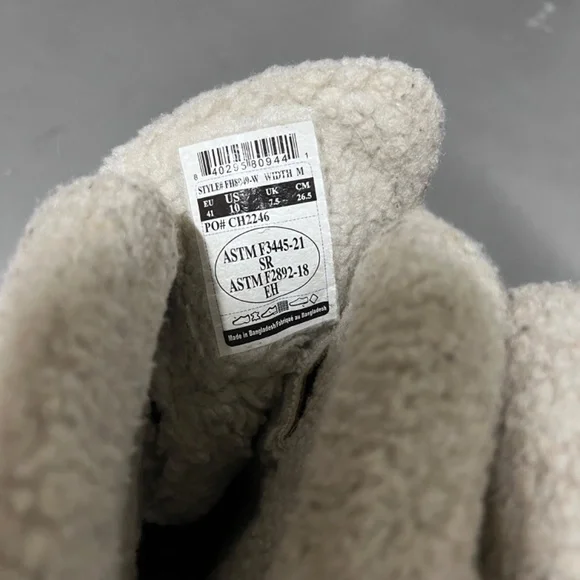 8 40295 80944 1
STYLE# FH8949-W WIDTH M
EU US UK CM
41 10 7.5 26.5
PO# CH2246
ASTM F3445-21
SR
ASTM F2892-18
EH
Made in Bangladesh/Fabriqué au Bangladesh